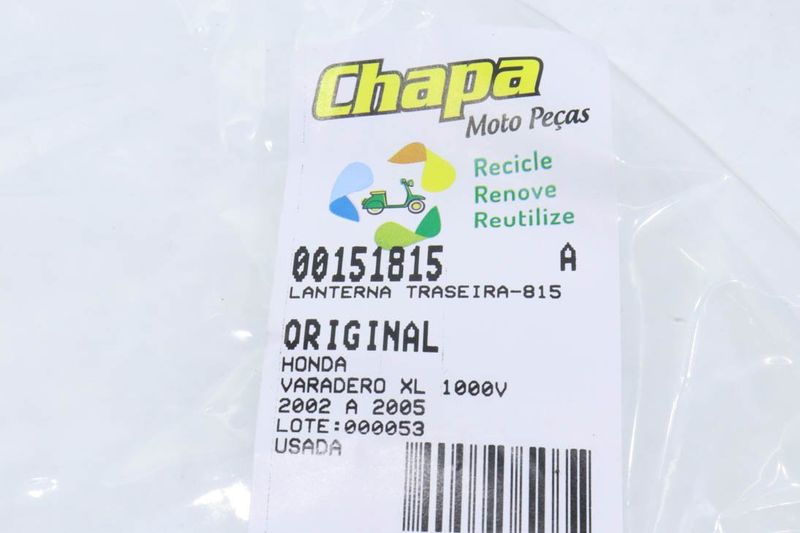 Chapa
Moto Peças
Recicle
Renove
Reutilize
00151815 A
LANTERNA TRASEIRA-815
ORIGINAL
HONDA
VARADERO XL 1000V
2002 A 2005
LOTE:000053
USADA